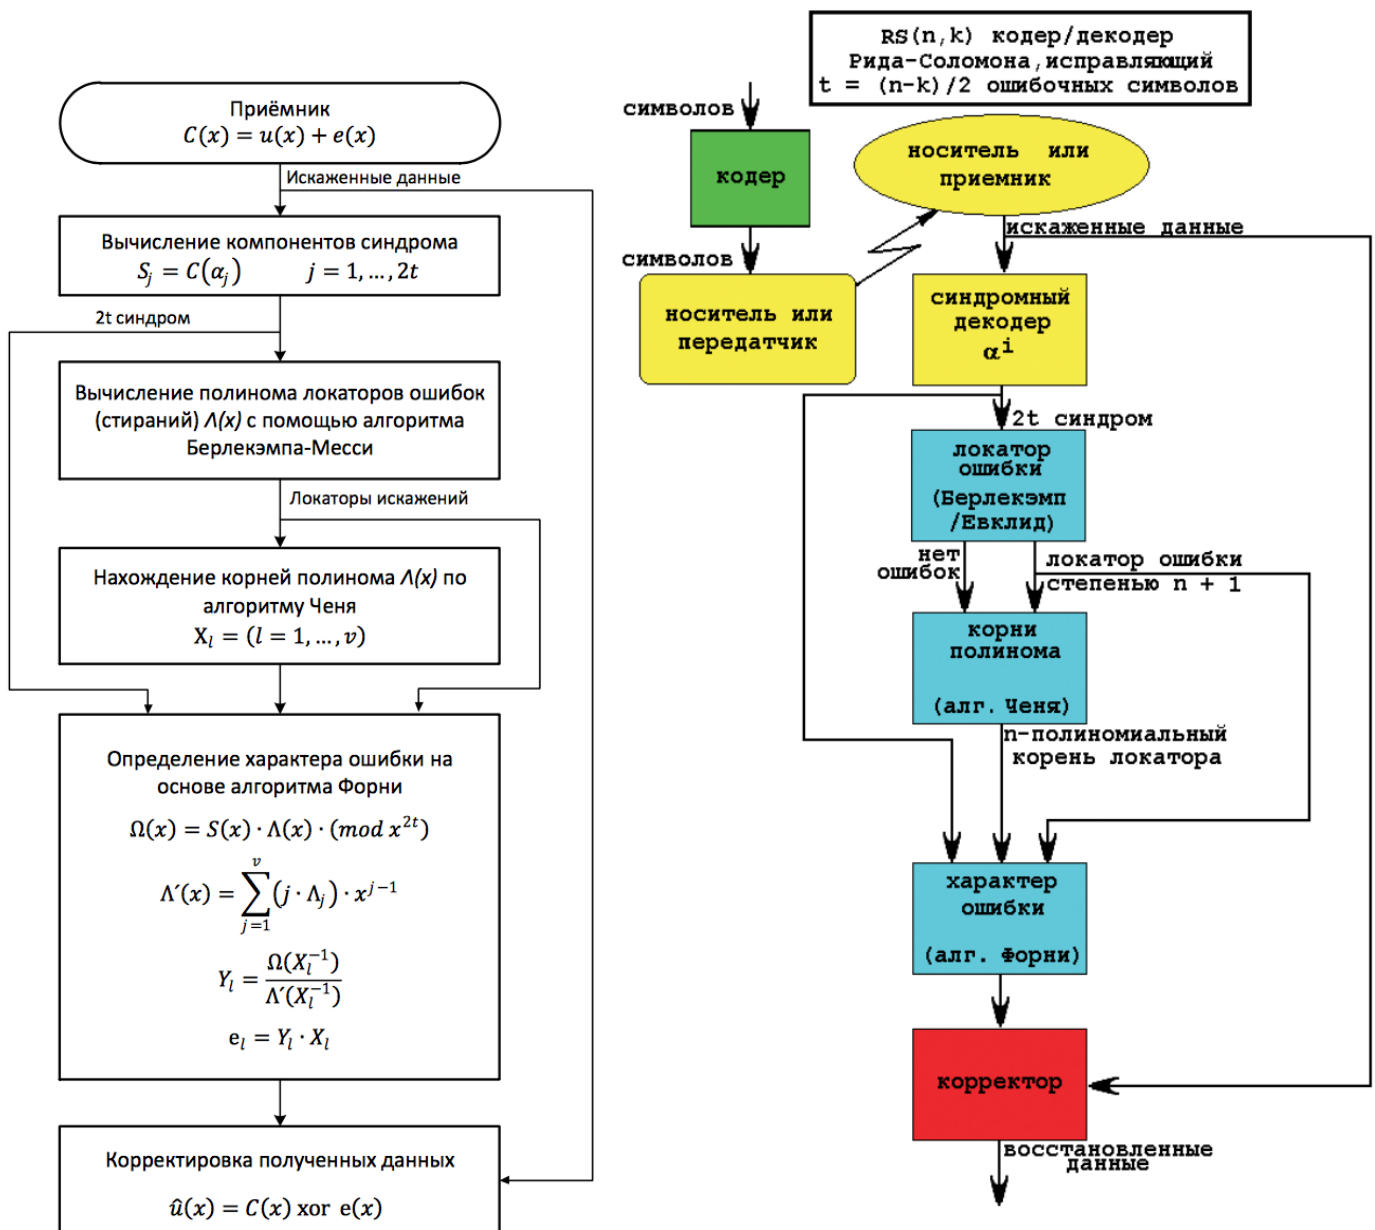 Приёмник
C(x) = u(x) + e(x)
Искаженные данные
Вычисление компонентов синдрома
S_j = C(α_j)   j = 1, … , 2t
2t синдром
Вычисление полинома локаторов ошибок
(стираний) Λ(x) с помощью алгоритма
Берлекэмпа-Месси
Локаторы искажений
Нахождение корней полинома Λ(x) по
алгоритму Ченя
X_l = (l = 1, … , v)
Определение характера ошибки на
основе алгоритма Форни
Ω(x) = S(x) · Λ(x) · (mod x^{2t})
Λ´(x) = ∑_{j=1}^{v} (j · Λ_j) · x^{j−1}
Y_l = Ω(X_l^{−1}) / Λ´(X_l^{−1})
e_l = Y_l · X_l
Корректировка полученных данных
û(x) = C(x) xor e(x)
RS(n,k) кодер/декодер
Рида-Соломона,исправляющий
t = (n-k)/2 ошибочных символов
символов
кодер
символов
носитель или
передатчик
носитель или
приемник
искаженные данные
синдромный
декодер
α^i
2t синдром
локатор
ошибки
(Берлекэмп
/Евклид)
нет
ошибок
локатор ошибки
степенью n + 1
корни
полинома
(алг. Ченя)
n-полиномиальный
корень локатора
характер
ошибки
(алг. Форни)
корректор
восстановленные
данные